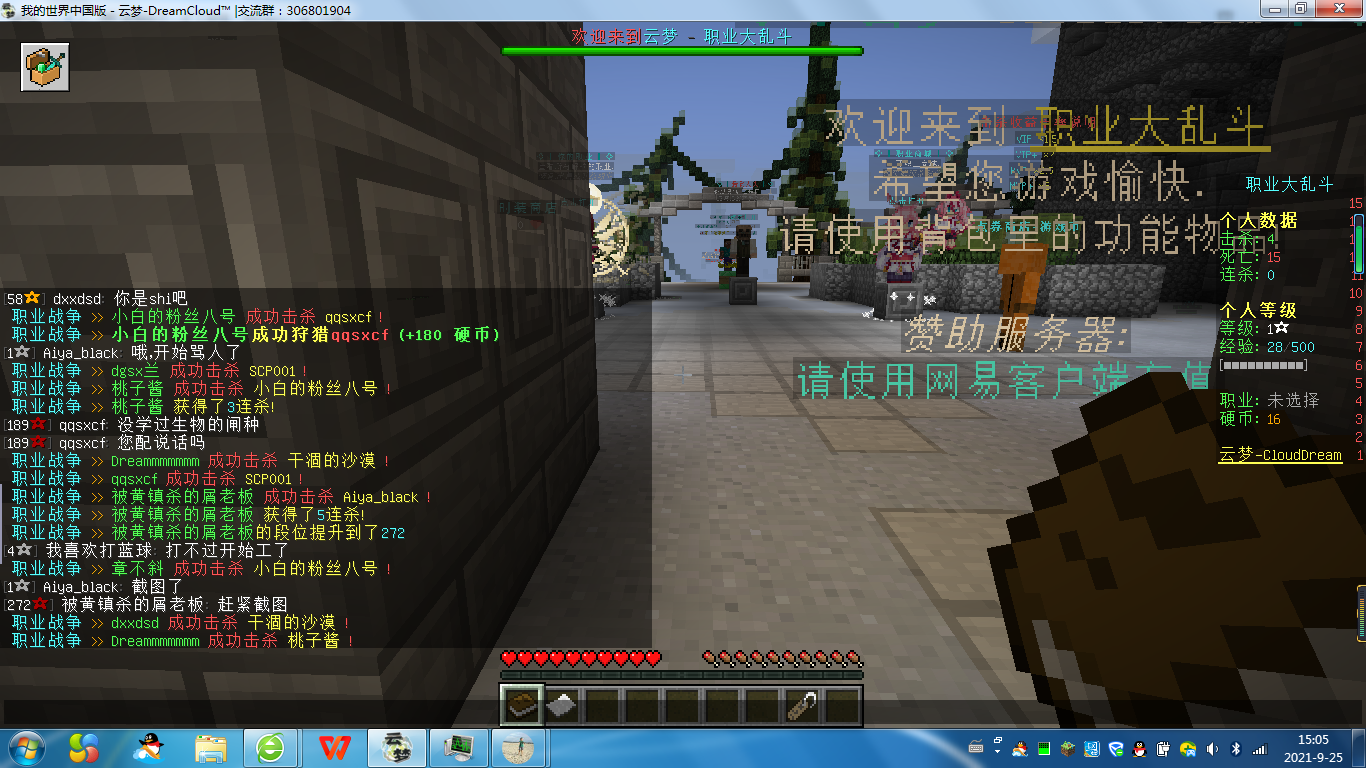 我的世界中国版 - 云梦-DreamCloud™ |交流群：306801904
欢迎来到云梦 - 职业大乱斗
欢迎来到 职业大乱斗
希望您游戏愉快.
请使用背包里的功能物品!
赞助服务器:
请使用网易客户端充值
职业大乱斗
个人数据
击杀: 4
死亡: 15
连杀: 0
个人等级
等级: 1☆
经验: 28/500
[▪▪▪▪▪▪▪▪▪▪]
职业: 未选择
硬币: 16
云梦-CloudDream
15
10
9
8
7
6
5
4
3
2
1
[58☆] dxxdsd: 你是shi吧
职业战争 >> 小白的粉丝八号 成功击杀 qqsxcf !
职业战争 >> 小白的粉丝八号成功狩猎qqsxcf (+180 硬币)
[1☆] Aiya_black: 哦,开始骂人了
职业战争 >> dgsx兰 成功击杀 SCP001 !
职业战争 >> 桃子酱 成功击杀 小白的粉丝八号 !
职业战争 >> 桃子酱 获得了3连杀!
[189☆] qqsxcf: 没学过生物的闸种
[189☆] qqsxcf: 您配说话吗
职业战争 >> Dreammmmmmm 成功击杀 干涸的沙漠 !
职业战争 >> qqsxcf 成功击杀 SCP001 !
职业战争 >> 被黄镇杀的屑老板 成功击杀 Aiya_black !
职业战争 >> 被黄镇杀的屑老板 获得了5连杀!
职业战争 >> 被黄镇杀的屑老板的段位提升到了272
[4☆] 我喜欢打蓝球: 打不过开始工了
职业战争 >> 章不斜 成功击杀 小白的粉丝八号 !
[1☆] Aiya_black: 截图了
[272☆] 被黄镇杀的屑老板: 赶紧截图
职业战争 >> dxxdsd 成功击杀 干涸的沙漠 !
职业战争 >> Dreammmmmmm 成功击杀 桃子酱 !
15:05
2021-9-25